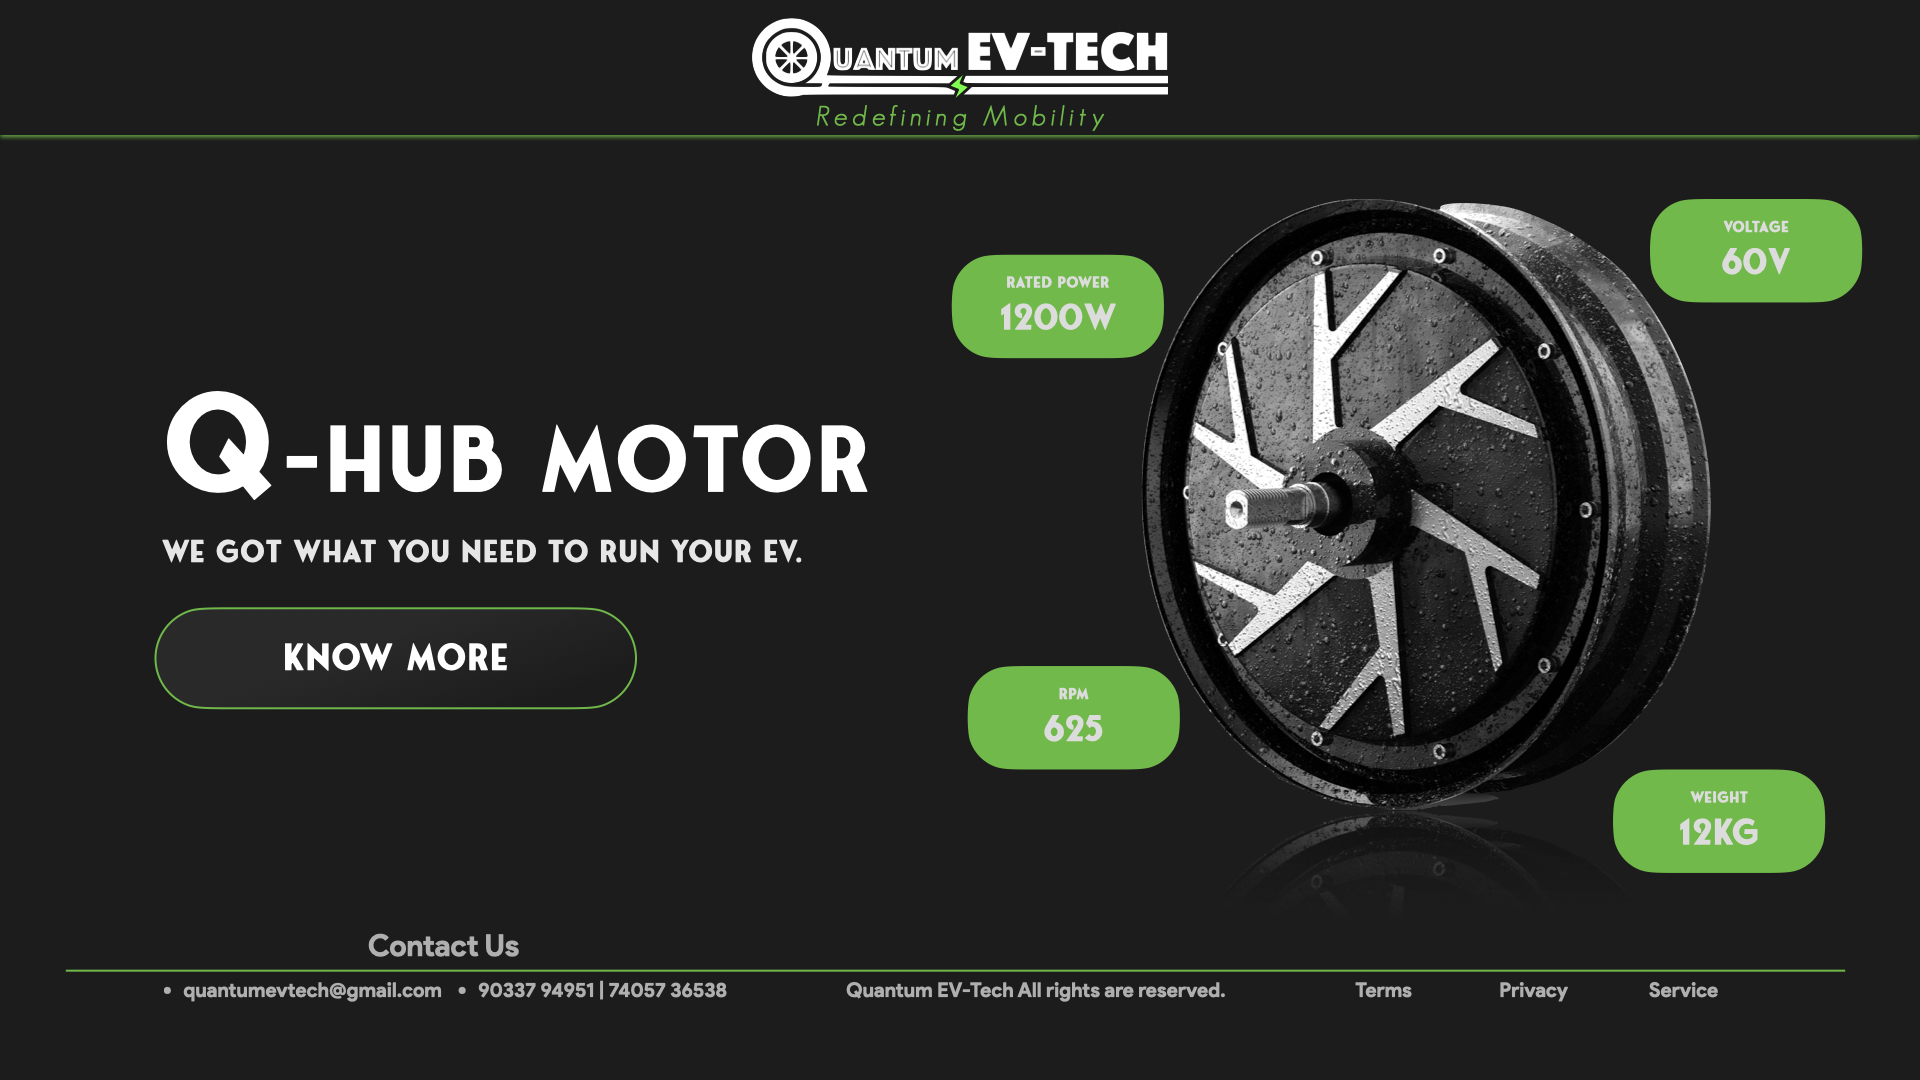 QUANTUM EV-TECH
Redefining Mobility
VOLTAGE
60V
RATED POWER
1200W
Q-HUB MOTOR
WE GOT WHAT YOU NEED TO RUN YOUR EV.
KNOW MORE
RPM
625
WEIGHT
12KG
Contact Us
• quantumevtech@gmail.com • 90337 94951 | 74057 36538
Quantum EV-Tech All rights are reserved.
Terms
Privacy
Service